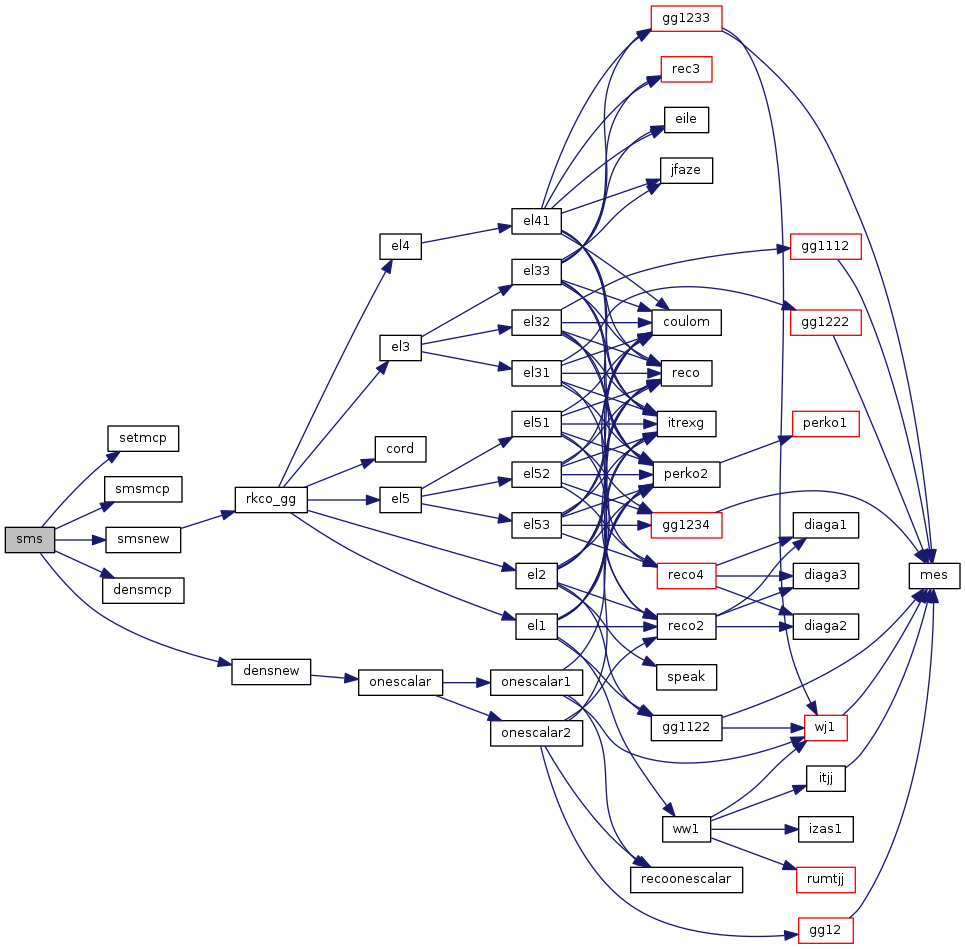 gg1233
rec3
eile
jfaze
el41
el4
gg1112
el33
el32
coulom
gg1222
el3
el31
reco
el51
itrexg
perko1
setmcp
cord
el52
perko2
smsmcp
rkco_gg
el5
el53
gg1234
diaga1
sms
smsnew
el2
reco4
diaga3
mes
densmcp
el1
reco2
diaga2
densnew
onescalar
onescalar1
speak
onescalar2
gg1122
wj1
itjj
ww1
izas1
recoonescalar
rumtjj
gg12